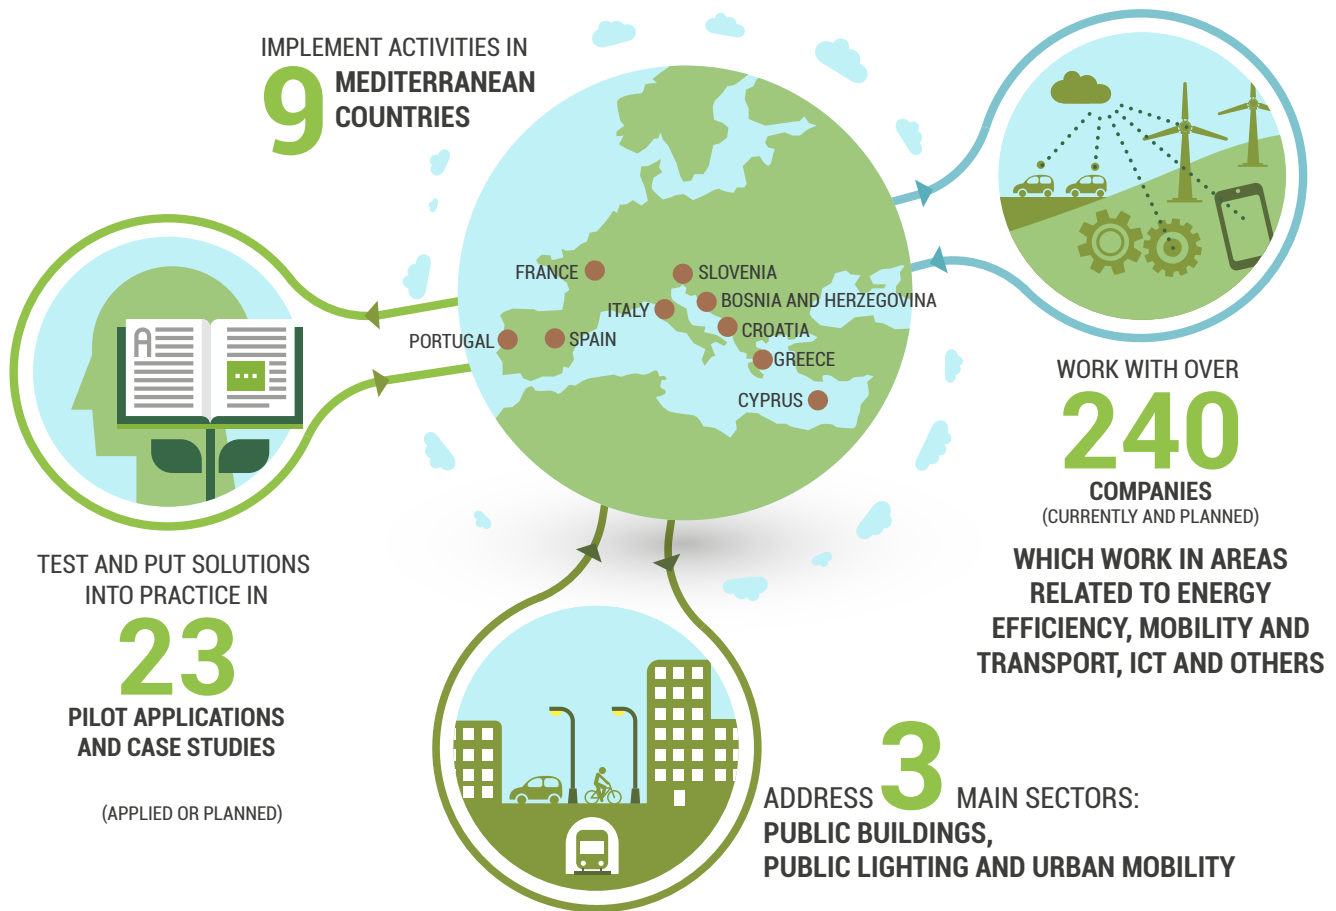 IMPLEMENT ACTIVITIES IN
9 MEDITERRANEAN
COUNTRIES
FRANCE
SLOVENIA
BOSNIA AND HERZEGOVINA
ITALY
CROATIA
PORTUGAL
SPAIN
GREECE
CYPRUS
A
WORK WITH OVER
240
COMPANIES
(CURRENTLY AND PLANNED)
WHICH WORK IN AREAS
RELATED TO ENERGY
EFFICIENCY, MOBILITY AND
TRANSPORT, ICT AND OTHERS
TEST AND PUT SOLUTIONS
INTO PRACTICE IN
23
PILOT APPLICATIONS
AND CASE STUDIES
(APPLIED OR PLANNED)
ADDRESS 3 MAIN SECTORS:
PUBLIC BUILDINGS,
PUBLIC LIGHTING AND URBAN MOBILITY